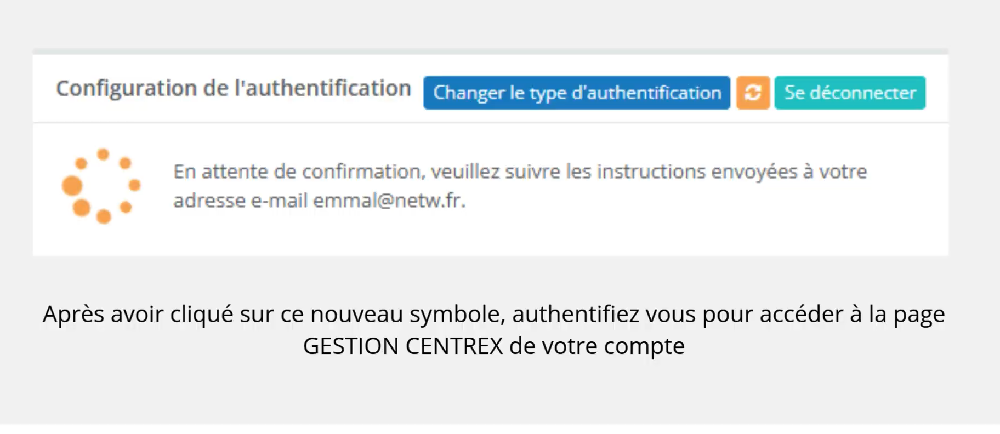 Configuration de l'authentification
Changer le type d'authentification
Se déconnecter
En attente de confirmation, veuillez suivre les instructions envoyées à votre
adresse e-mail emmal@netw.fr.
Après avoir cliqué sur ce nouveau symbole, authentifiez vous pour accéder à la page
GESTION CENTREX de votre compte